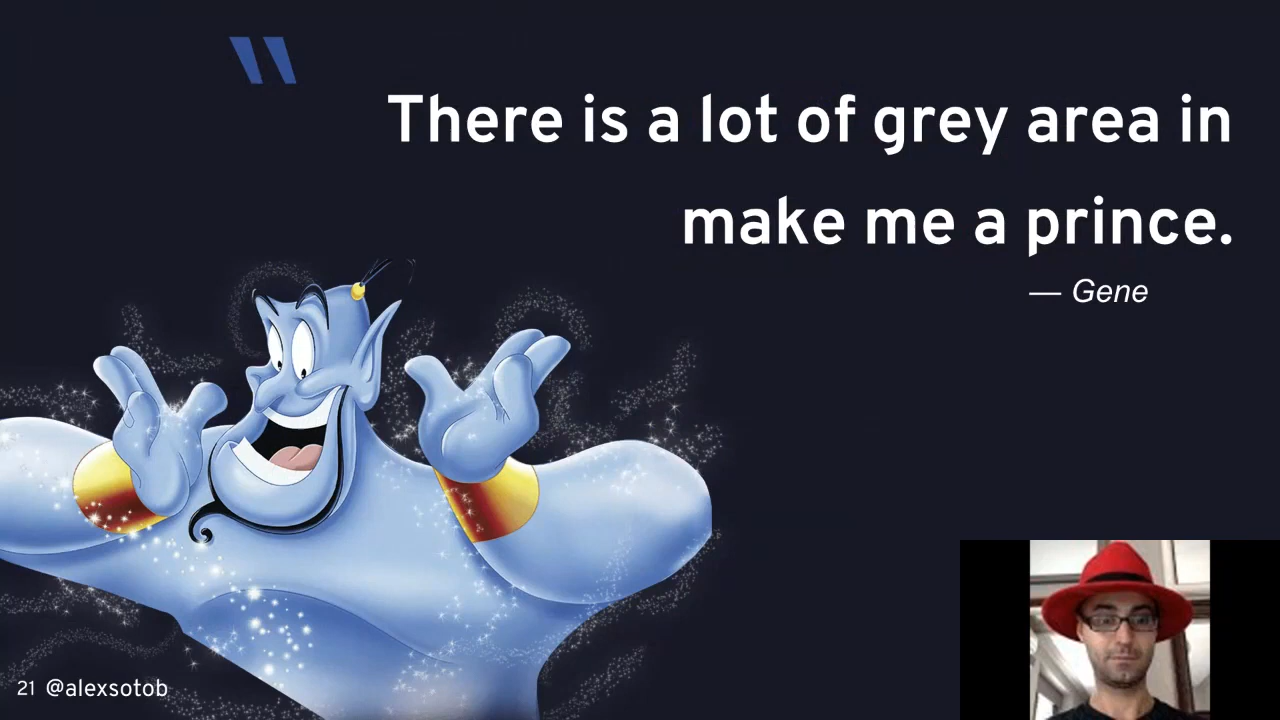 There is a lot of grey area in
make me a prince.
— Gene
21 @alexsotob